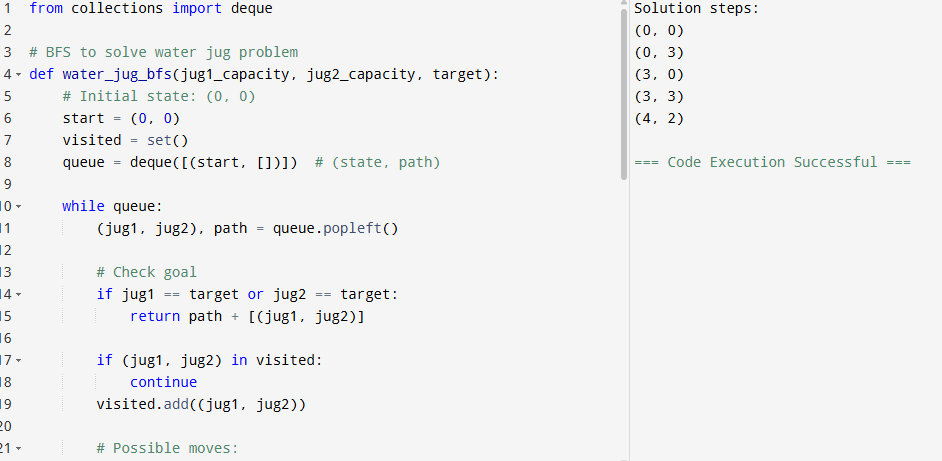 1 from collections import deque
2
3 # BFS to solve water jug problem
4 def water_jug_bfs(jug1_capacity, jug2_capacity, target):
5     # Initial state: (0, 0)
6     start = (0, 0)
7     visited = set()
8     queue = deque([(start, [])])  # (state, path)
9
10     while queue:
11         (jug1, jug2), path = queue.popleft()
12
13         # Check goal
14         if jug1 == target or jug2 == target:
15             return path + [(jug1, jug2)]
16
17         if (jug1, jug2) in visited:
18             continue
19         visited.add((jug1, jug2))
20
21         # Possible moves:
Solution steps:
(0, 0)
(0, 3)
(3, 0)
(3, 3)
(4, 2)
=== Code Execution Successful ===